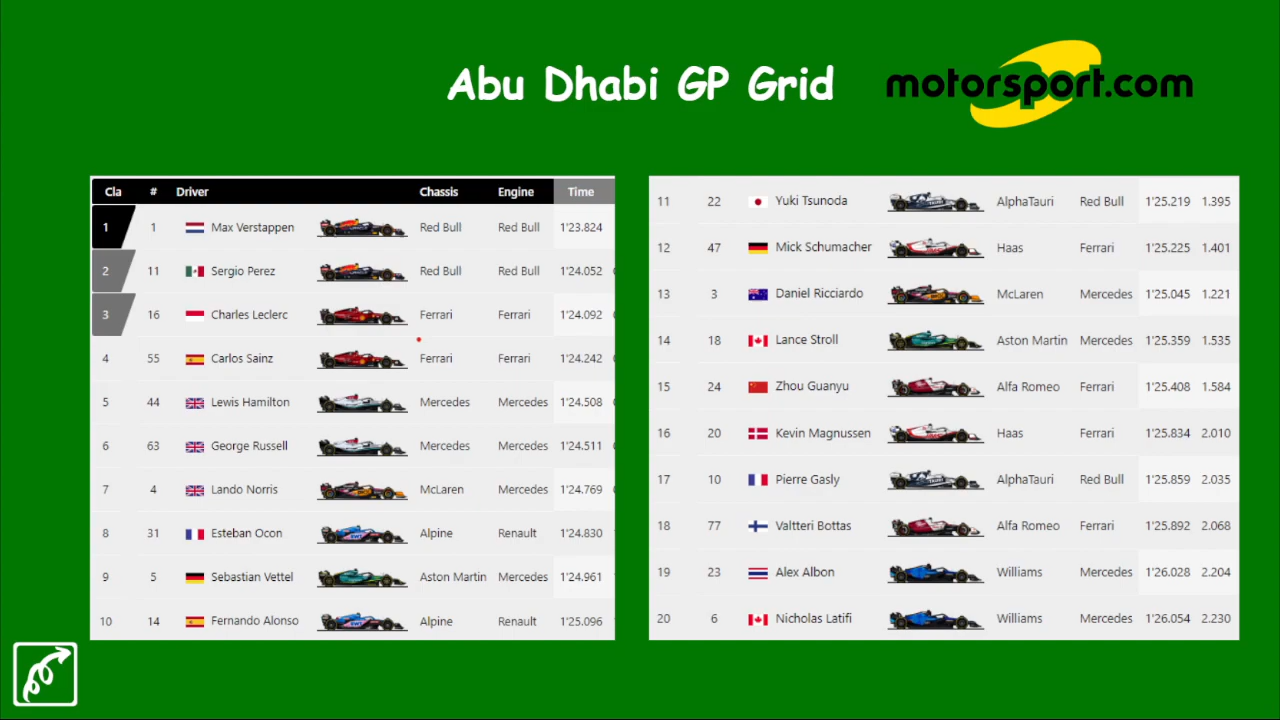 Abu Dhabi GP Grid
motorsport.com
Cla # Driver Chassis Engine Time
1 1 Max Verstappen Red Bull Red Bull 1'23.824
2 11 Sergio Perez Red Bull Red Bull 1'24.052
3 16 Charles Leclerc Ferrari Ferrari 1'24.092
4 55 Carlos Sainz Ferrari Ferrari 1'24.242
5 44 Lewis Hamilton Mercedes Mercedes 1'24.508
6 63 George Russell Mercedes Mercedes 1'24.511
7 4 Lando Norris McLaren Mercedes 1'24.769
8 31 Esteban Ocon Alpine Renault 1'24.830
9 5 Sebastian Vettel Aston Martin Mercedes 1'24.961
10 14 Fernando Alonso Alpine Renault 1'25.096
11 22 Yuki Tsunoda AlphaTauri Red Bull 1'25.219 1.395
12 47 Mick Schumacher Haas Ferrari 1'25.225 1.401
13 3 Daniel Ricciardo McLaren Mercedes 1'25.045 1.221
14 18 Lance Stroll Aston Martin Mercedes 1'25.359 1.535
15 24 Zhou Guanyu Alfa Romeo Ferrari 1'25.408 1.584
16 20 Kevin Magnussen Haas Ferrari 1'25.834 2.010
17 10 Pierre Gasly AlphaTauri Red Bull 1'25.859 2.035
18 77 Valtteri Bottas Alfa Romeo Ferrari 1'25.892 2.068
19 23 Alex Albon Williams Mercedes 1'26.028 2.204
20 6 Nicholas Latifi Williams Mercedes 1'26.054 2.230